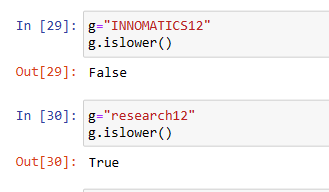 In [29]: g="INNOMATICS12"
g.islower()
Out[29]: False
In [30]: g="research12"
g.islower()
Out[30]: True